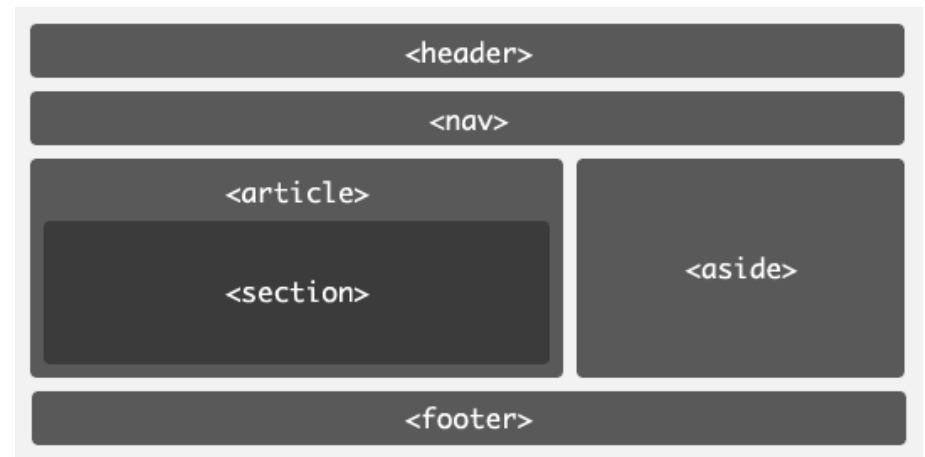 <header>
<nav>
<article>
<section>
<aside>
<footer>